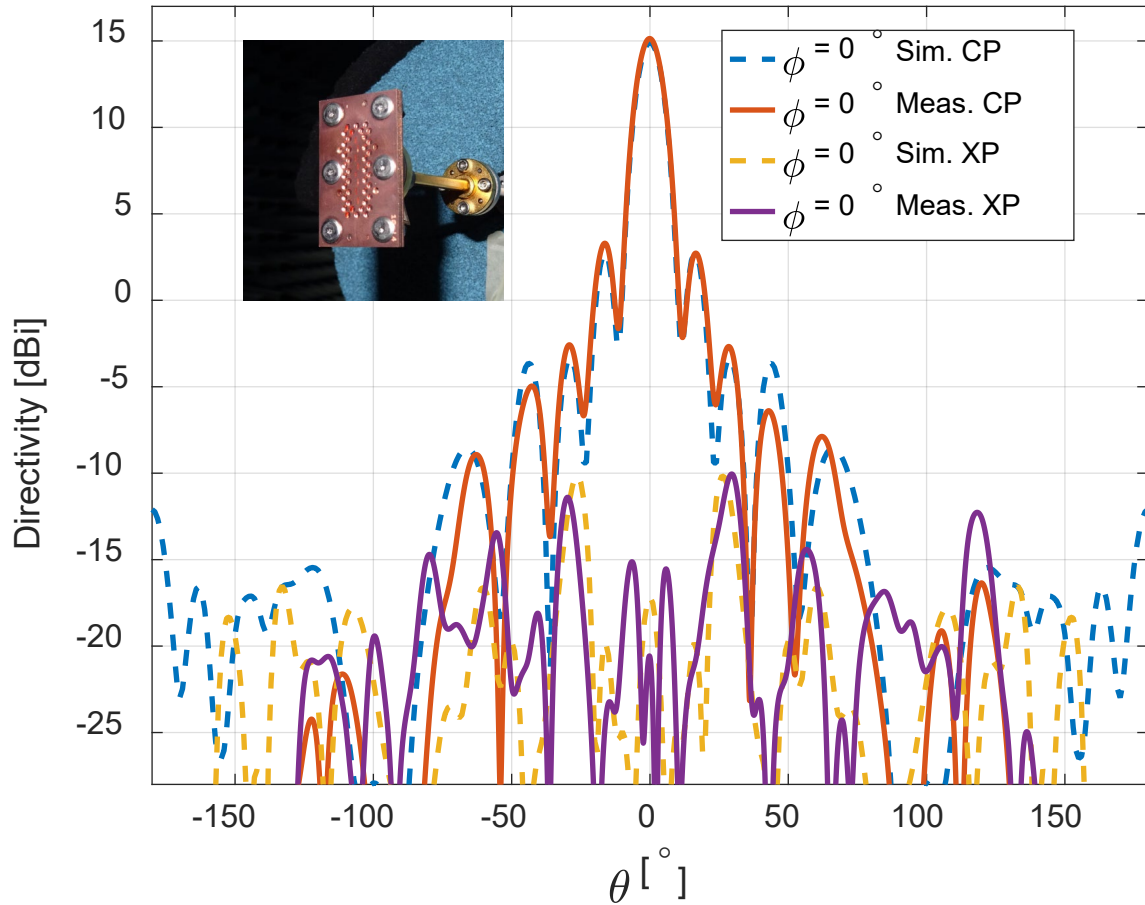 15
10
5
0
-5
-10
-15
-20
-25
Directivity [dBi]
ϕ = 0 ° Sim. CP
ϕ = 0 ° Meas. CP
ϕ = 0 ° Sim. XP
ϕ = 0 ° Meas. XP
-150 -100 -50 0 50 100 150
θ [°]